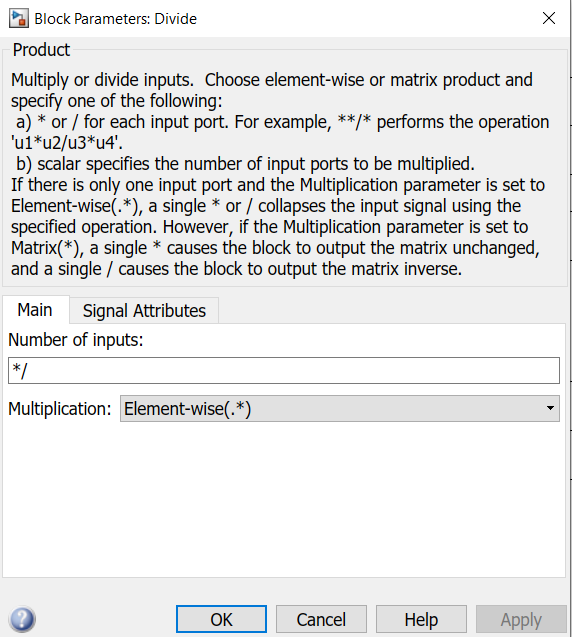 Block Parameters: Divide
Product
Multiply or divide inputs.  Choose element-wise or matrix product and
specify one of the following:
a) * or / for each input port. For example, **/* performs the operation
'u1*u2/u3*u4'.
b) scalar specifies the number of input ports to be multiplied.
If there is only one input port and the Multiplication parameter is set to
Element-wise(.*), a single * or / collapses the input signal using the
specified operation. However, if the Multiplication parameter is set to
Matrix(*), a single * causes the block to output the matrix unchanged,
and a single / causes the block to output the matrix inverse.
Main Signal Attributes
Number of inputs:
*/
Multiplication: Element-wise(.*)
? OK Cancel Help Apply